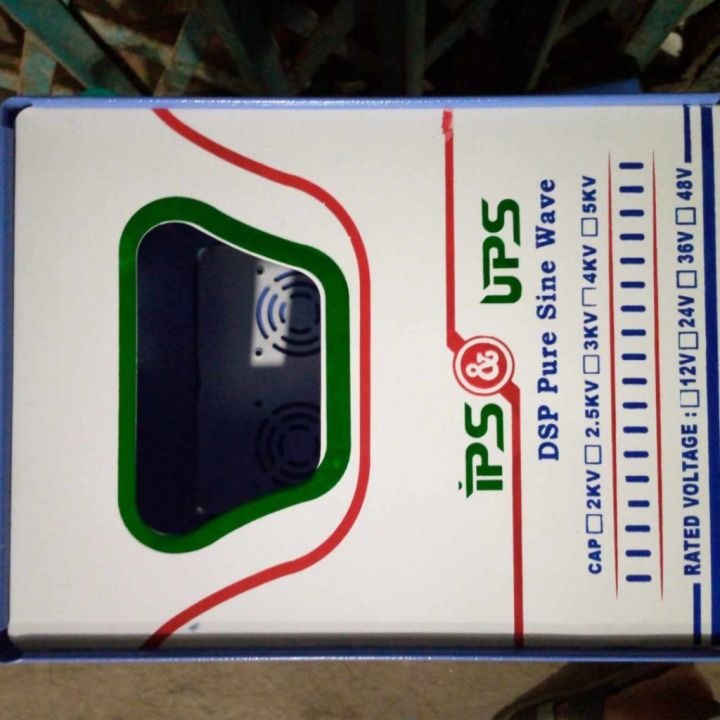 IPS & UPS
DSP Pure Sine Wave
CAP ☐ 2KV ☐ 2.5KV ☐ 3KV ☐ 4KV ☐ 5KV
RATED VOLTAGE : ☐ 12V ☐ 24V ☐ 36V ☐ 48V